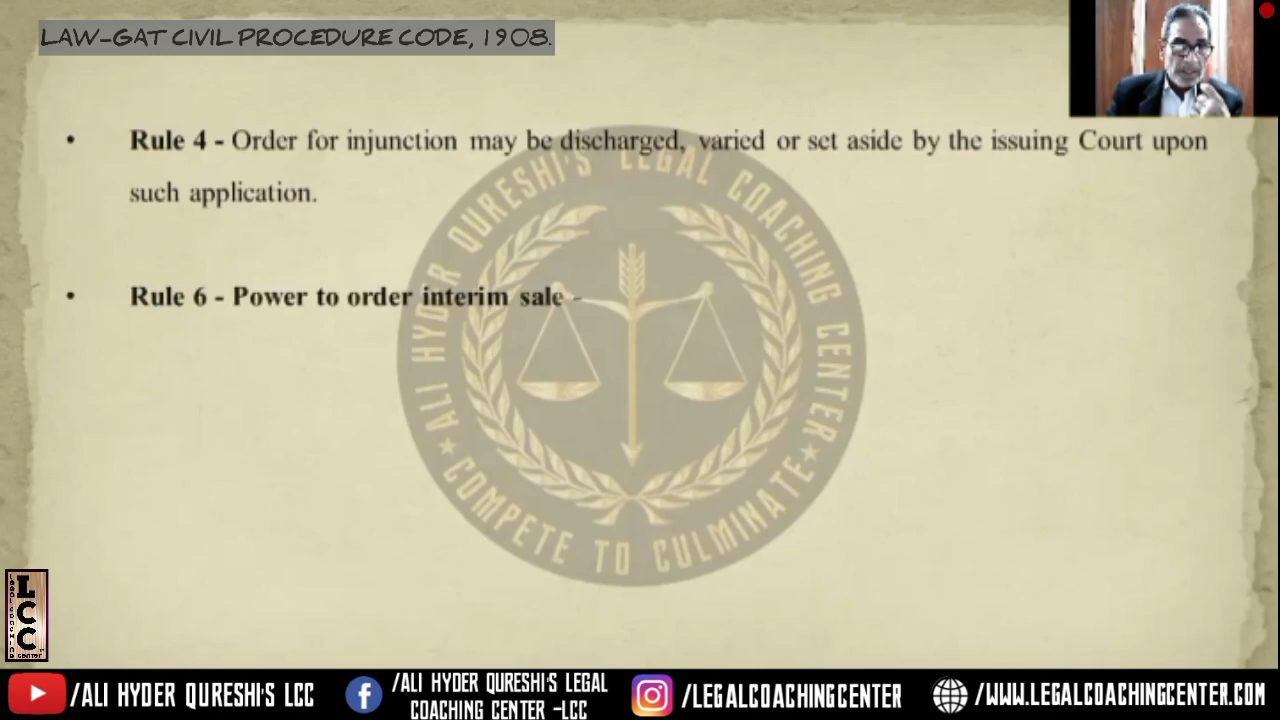 LAW-GAT CIVIL PROCEDURE CODE, 1908.
• Rule 4 - Order for injunction may be discharged, varied or set aside by the issuing Court upon
such application.
• Rule 6 - Power to order interim sale -
ALI HYDER QURESHI'S LEGAL COACHING CENTER
★ COMPETE TO CULMINATE ★
LCC
LEGAL COACHING CENTER
/ALI HYDER QURESHI'S LCC
/ALI HYDER QURESHI'S LEGAL
COACHING CENTER -LCC
/LEGALCOACHINGCENTER
/WWW.LEGALCOACHINGCENTER.COM